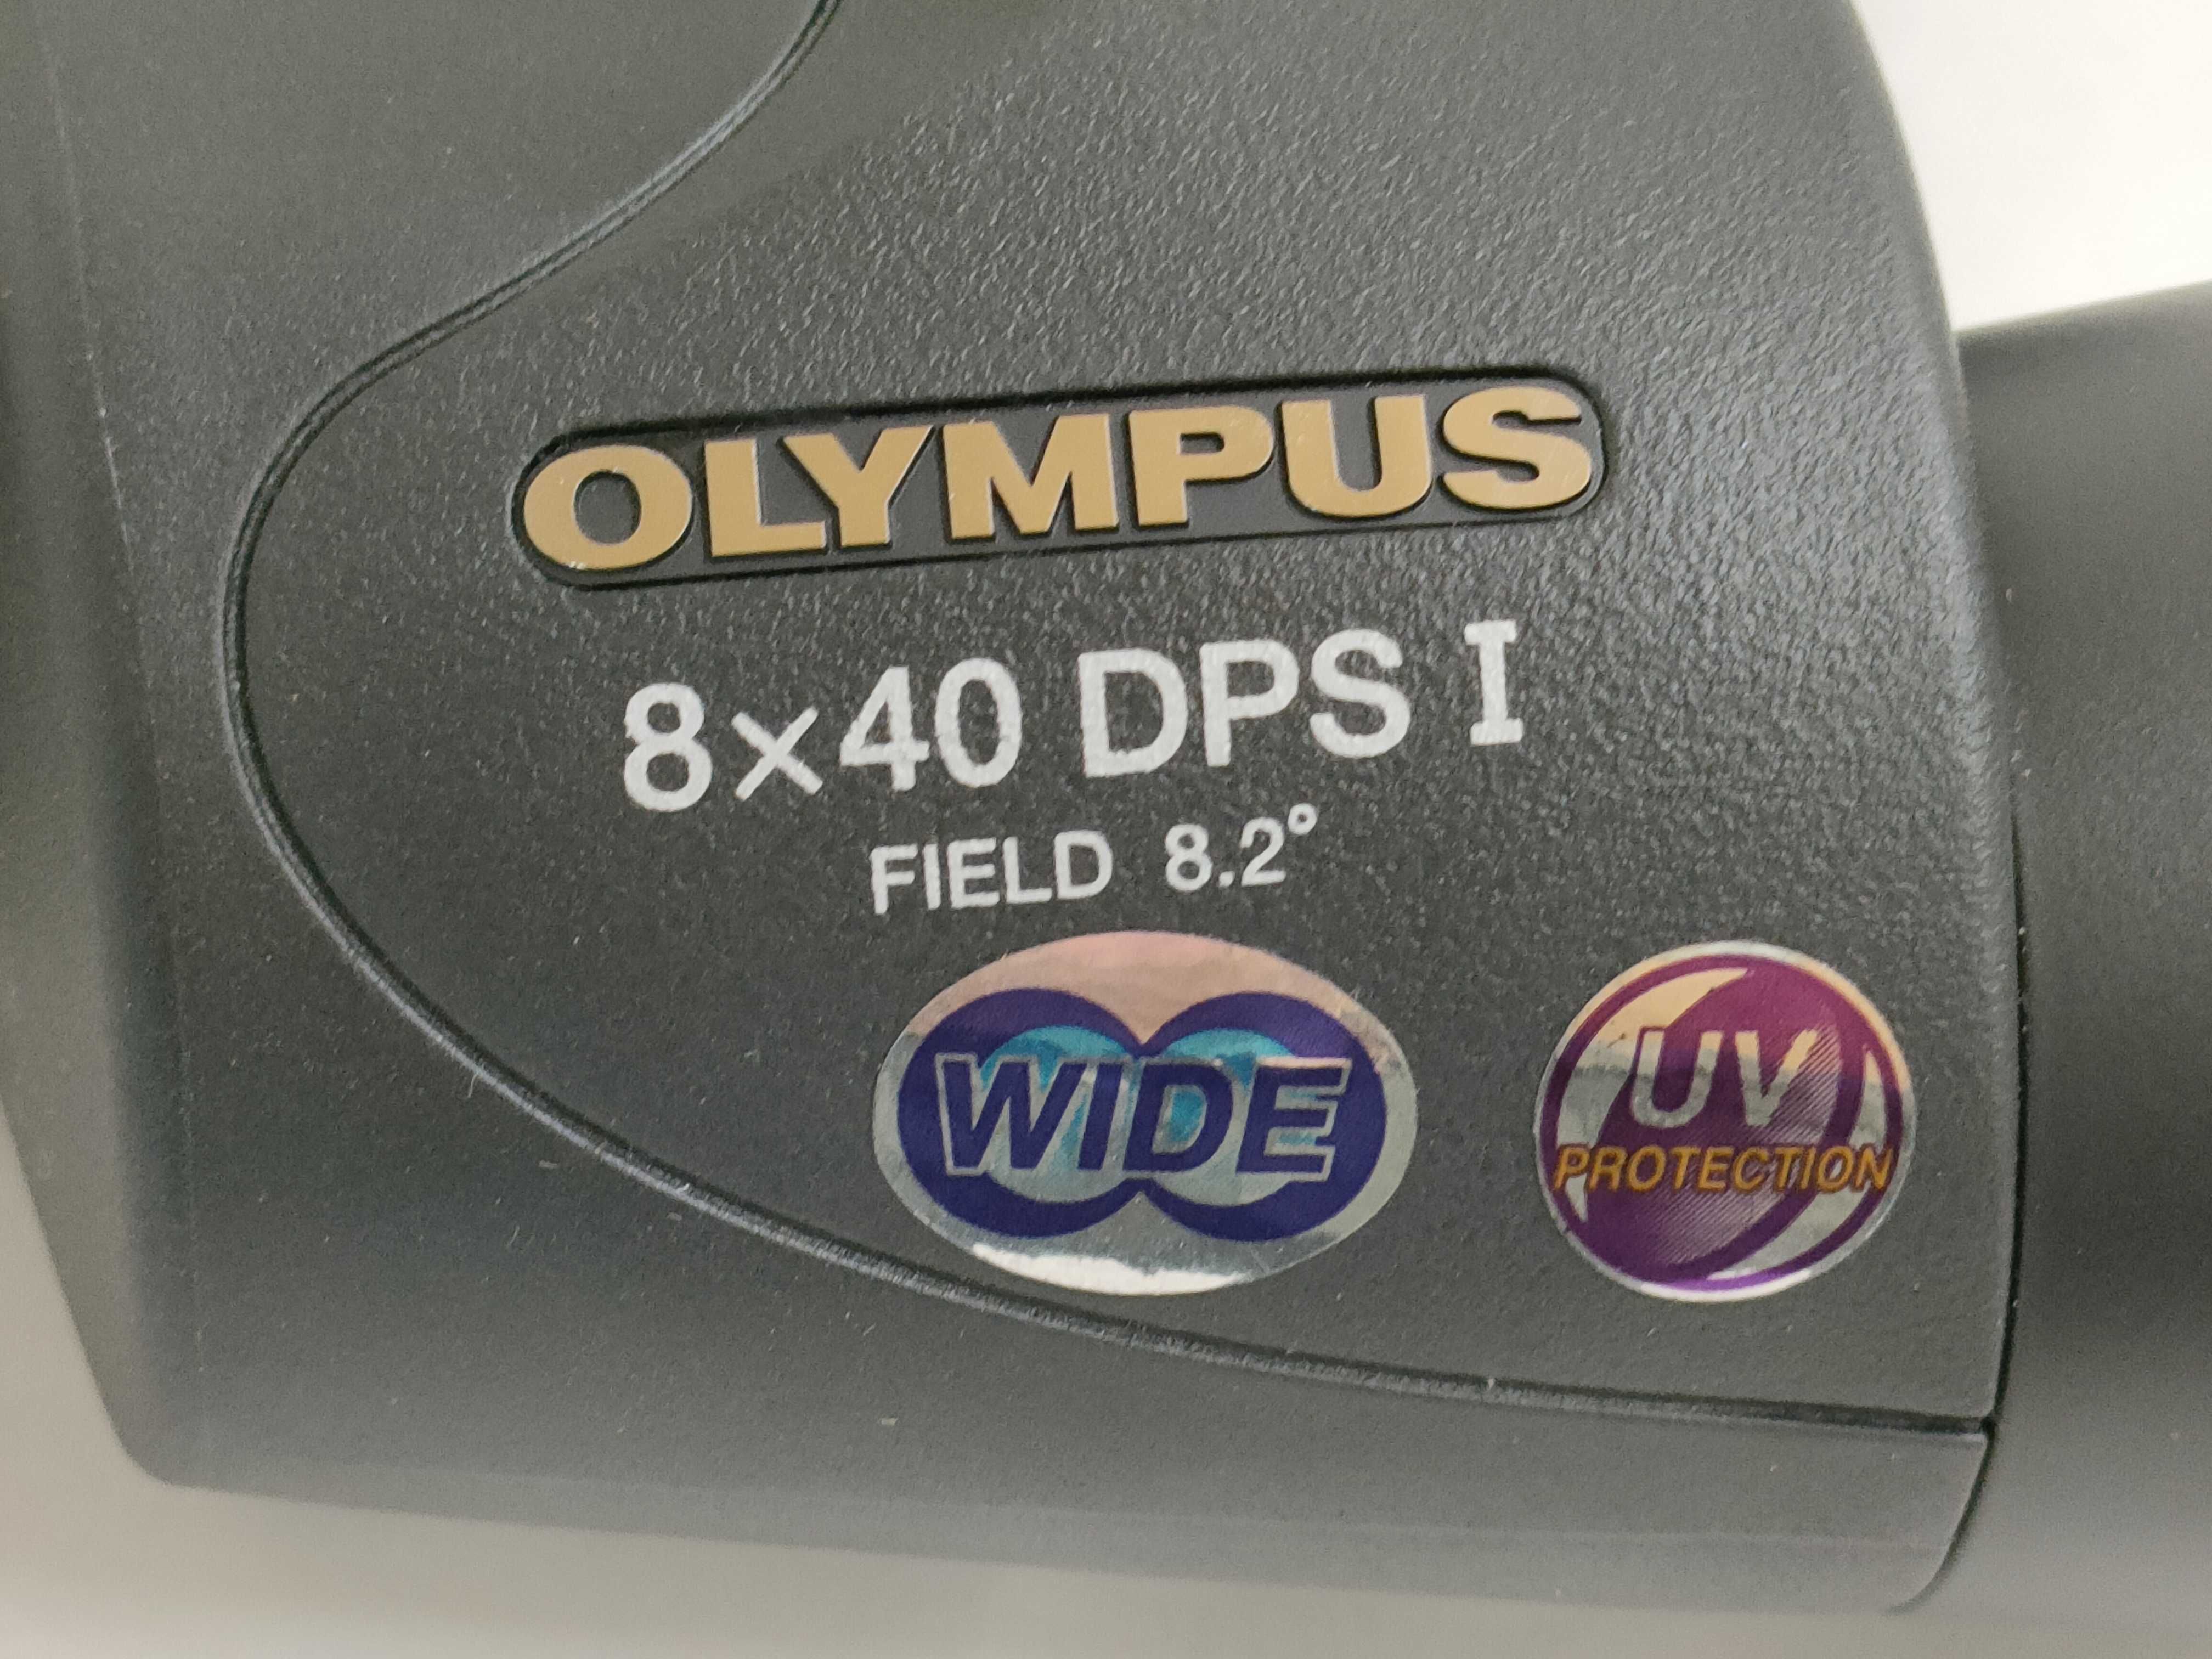 OLYMPUS
8×40 DPS I
FIELD 8.2°
WIDE
UV
PROTECTION